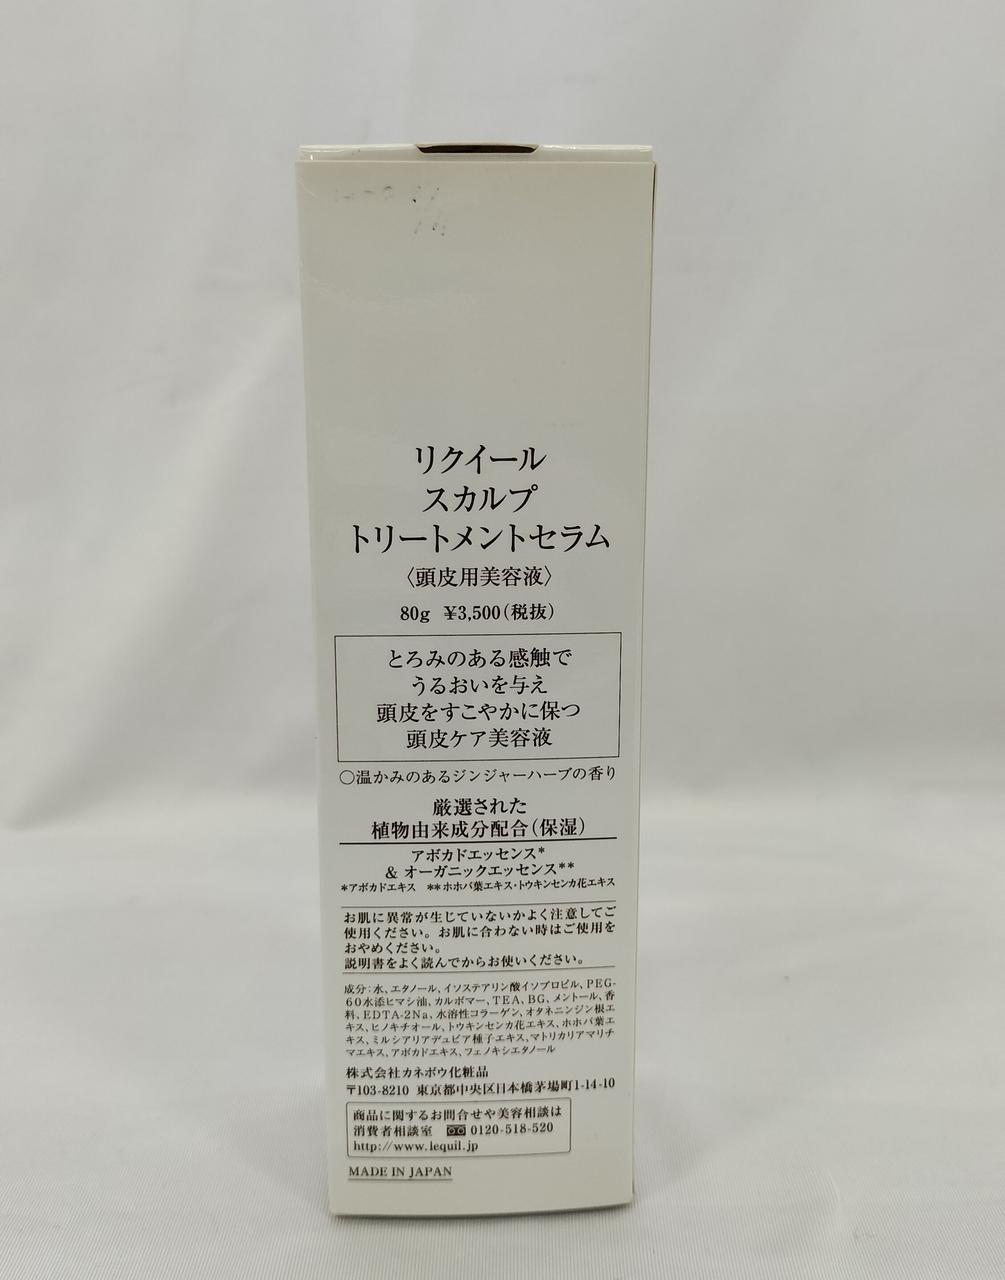 リクイール
スカルプ
トリートメントセラム
〈頭皮用美容液〉
80g ¥3,500(税抜)
とろみのある感触で
うるおいを与え
頭皮をすこやかに保つ
頭皮ケア美容液
○温かみのあるジンジャーハーブの香り
厳選された
植物由来成分配合(保湿)
アボカドエッセンス*
& オーガニックエッセンス**
*アボカドエキス **ホホバ葉エキス・トウキンセンカ花エキス
お肌に異常が生じていないかよく注意してご
使用ください。お肌に合わない時はご使用を
おやめください。
説明書をよく読んでからお使いください。
成分:水、エタノール、イソステアリン酸イソプロピル、PEG-
60水添ヒマシ油、カルボマー、TEA、BG、メントール、香
料、EDTA-2Na、水溶性コラーゲン、オタネニンジン根エ
キス、ヒノキチオール、トウキンセンカ花エキス、ホホバ葉エ
キス、ミルシアリアデュビア種子エキス、マトリカリアマリチ
マエキス、アボカドエキス、フェノキシエタノール
株式会社カネボウ化粧品
〒103-8210 東京都中央区日本橋茅場町1-14-10
商品に関するお問合せや美容相談は
消費者相談室 0120-518-520
http://www.lequil.jp
MADE IN JAPAN